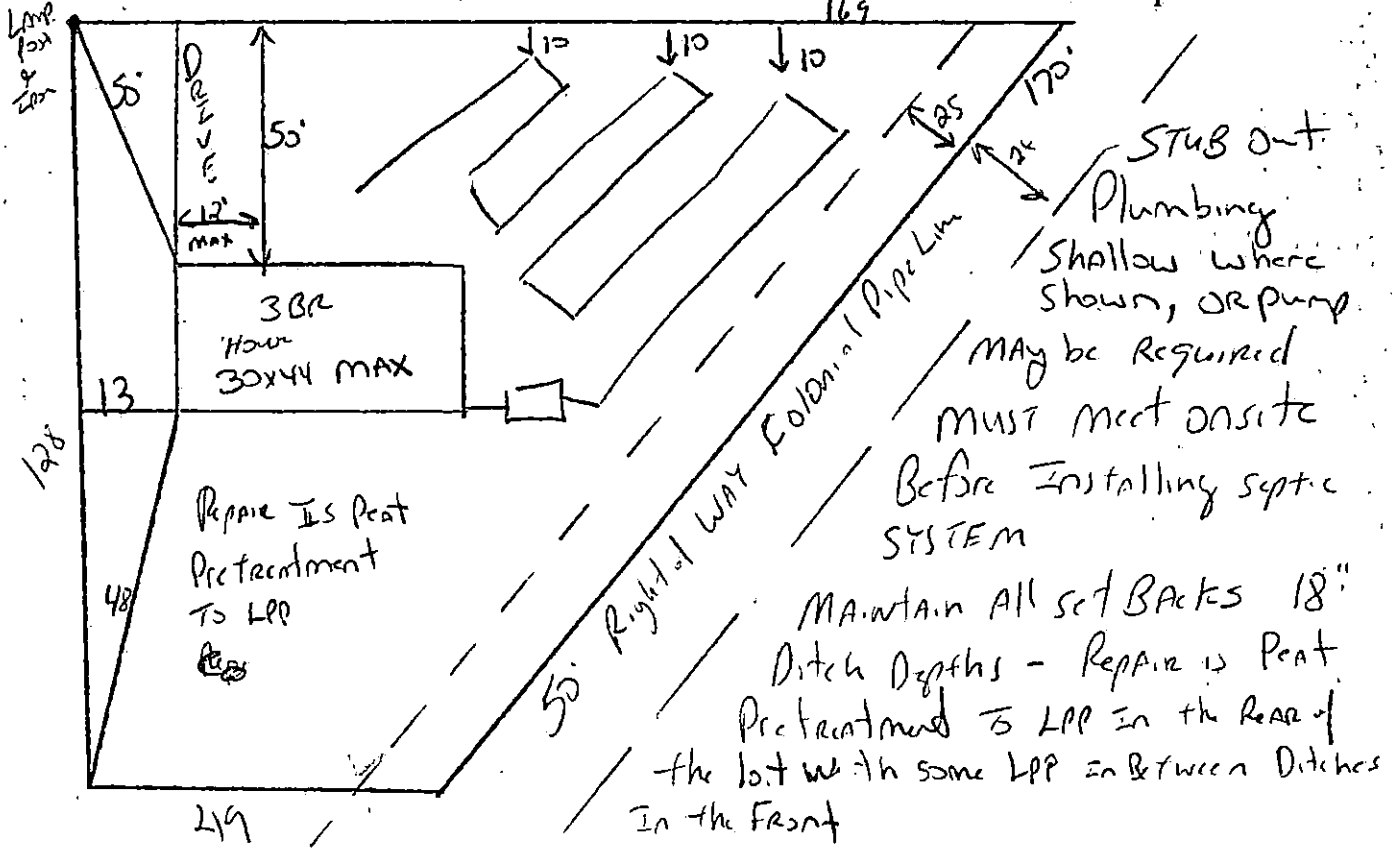 169
LAMP
Post
&
Iron
50'
DRIVE
50'
↓10
↓10
↓10
12'
MAX
25
170'
3BR
30x44 MAX
13
128
48
Repair Is Peat
Pretreatment
To LPP
50' Right of WAY Colonial Pipe Line
STUB Out
Plumbing
Shallow where
Shown, OR Pump
MAy be Required
MUST Meet onsite
Before Installing septic
SYSTEM
MAintAin All set BAcks 18"
Ditch Depths - RepAir is Peat
Pretreatment To LPP In the ReAR of
the lot with some LPP In Between Ditches
In the Front